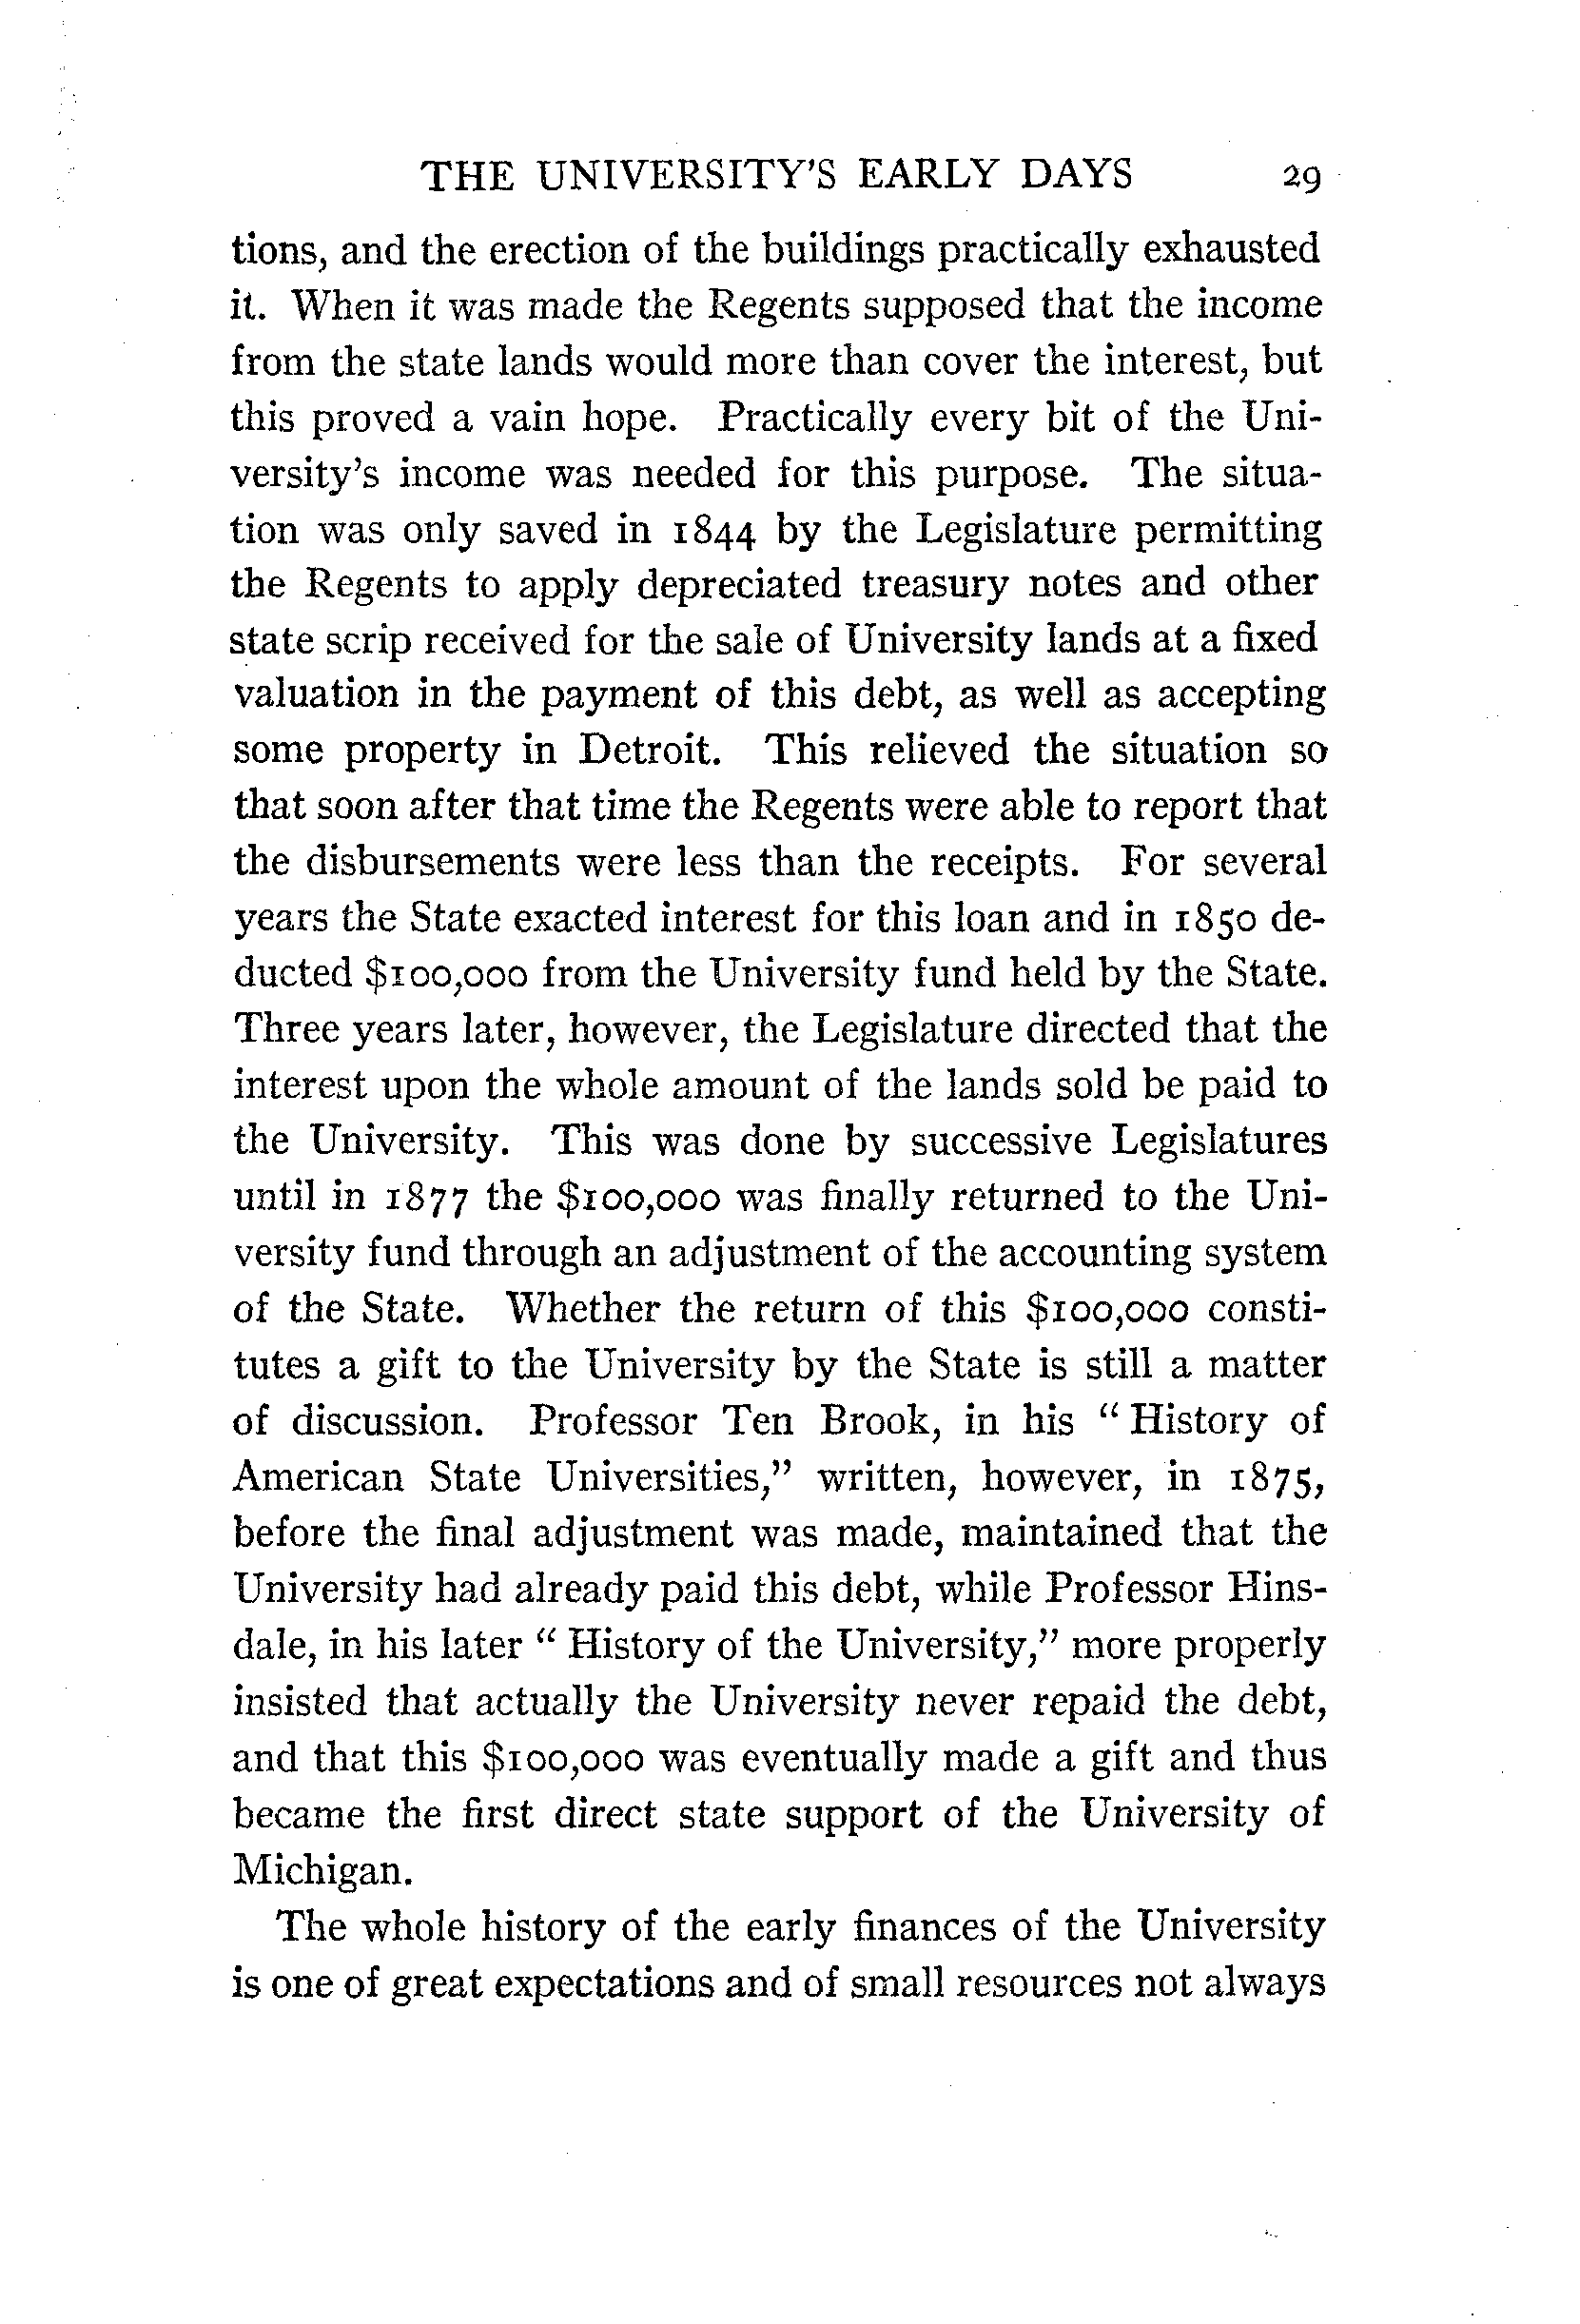 THE UNIVERSITY'S EARLY DAYS 29
tions, and the erection of the buildings practically exhausted
it. When it was made the Regents supposed that the income
from the state lands would more than cover the interest, but
this proved a vain hope. Practically every bit of the Uni-
versity's income was needed for this purpose. The situa-
tion was only saved in 1844 by the Legislature permitting
the Regents to apply depreciated treasury notes and other
state scrip received for the sale of University lands at a fixed
valuation in the payment of this debt, as well as accepting
some property in Detroit. This relieved the situation so
that soon after that time the Regents were able to report that
the disbursements were less than the receipts. For several
years the State exacted interest for this loan and in 1850 de-
ducted $100,000 from the University fund held by the State.
Three years later, however, the Legislature directed that the
interest upon the whole amount of the lands sold be paid to
the University. This was done by successive Legislatures
until in 1877 the $100,000 was finally returned to the Uni-
versity fund through an adjustment of the accounting system
of the State. Whether the return of this $100,000 consti-
tutes a gift to the University by the State is still a matter
of discussion. Professor Ten Brook, in his " History of
American State Universities," written, however, in 1875,
before the final adjustment was made, maintained that the
University had already paid this debt, while Professor Hins-
dale, in his later " History of the University," more properly
insisted that actually the University never repaid the debt,
and that this $100,000 was eventually made a gift and thus
became the first direct state support of the University of
Michigan.
The whole history of the early finances of the University
is one of great expectations and of small resources not always